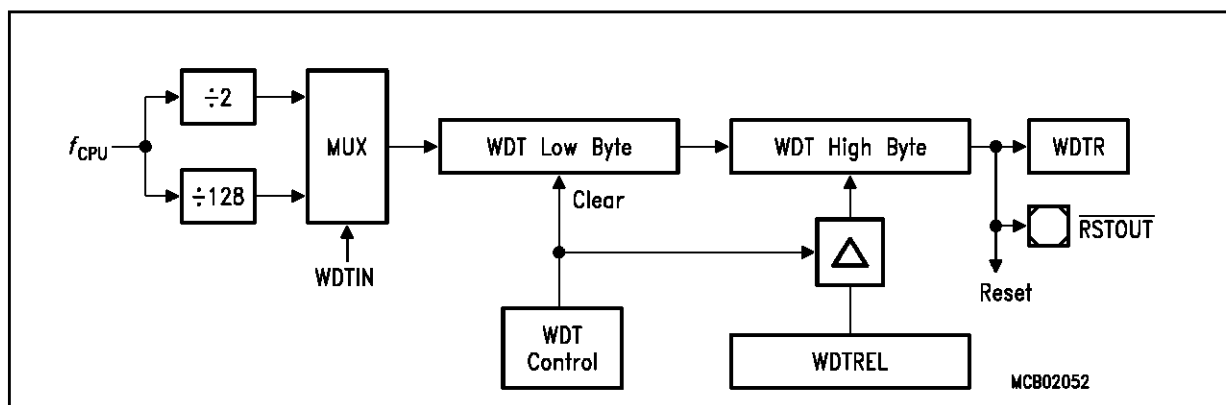 ÷2
fCPU
MUX
WDT Low Byte
WDT High Byte
WDTR
÷128
Clear
RSTOUT
WDTIN
Reset
WDT
Control
WDTREL
MCB02052